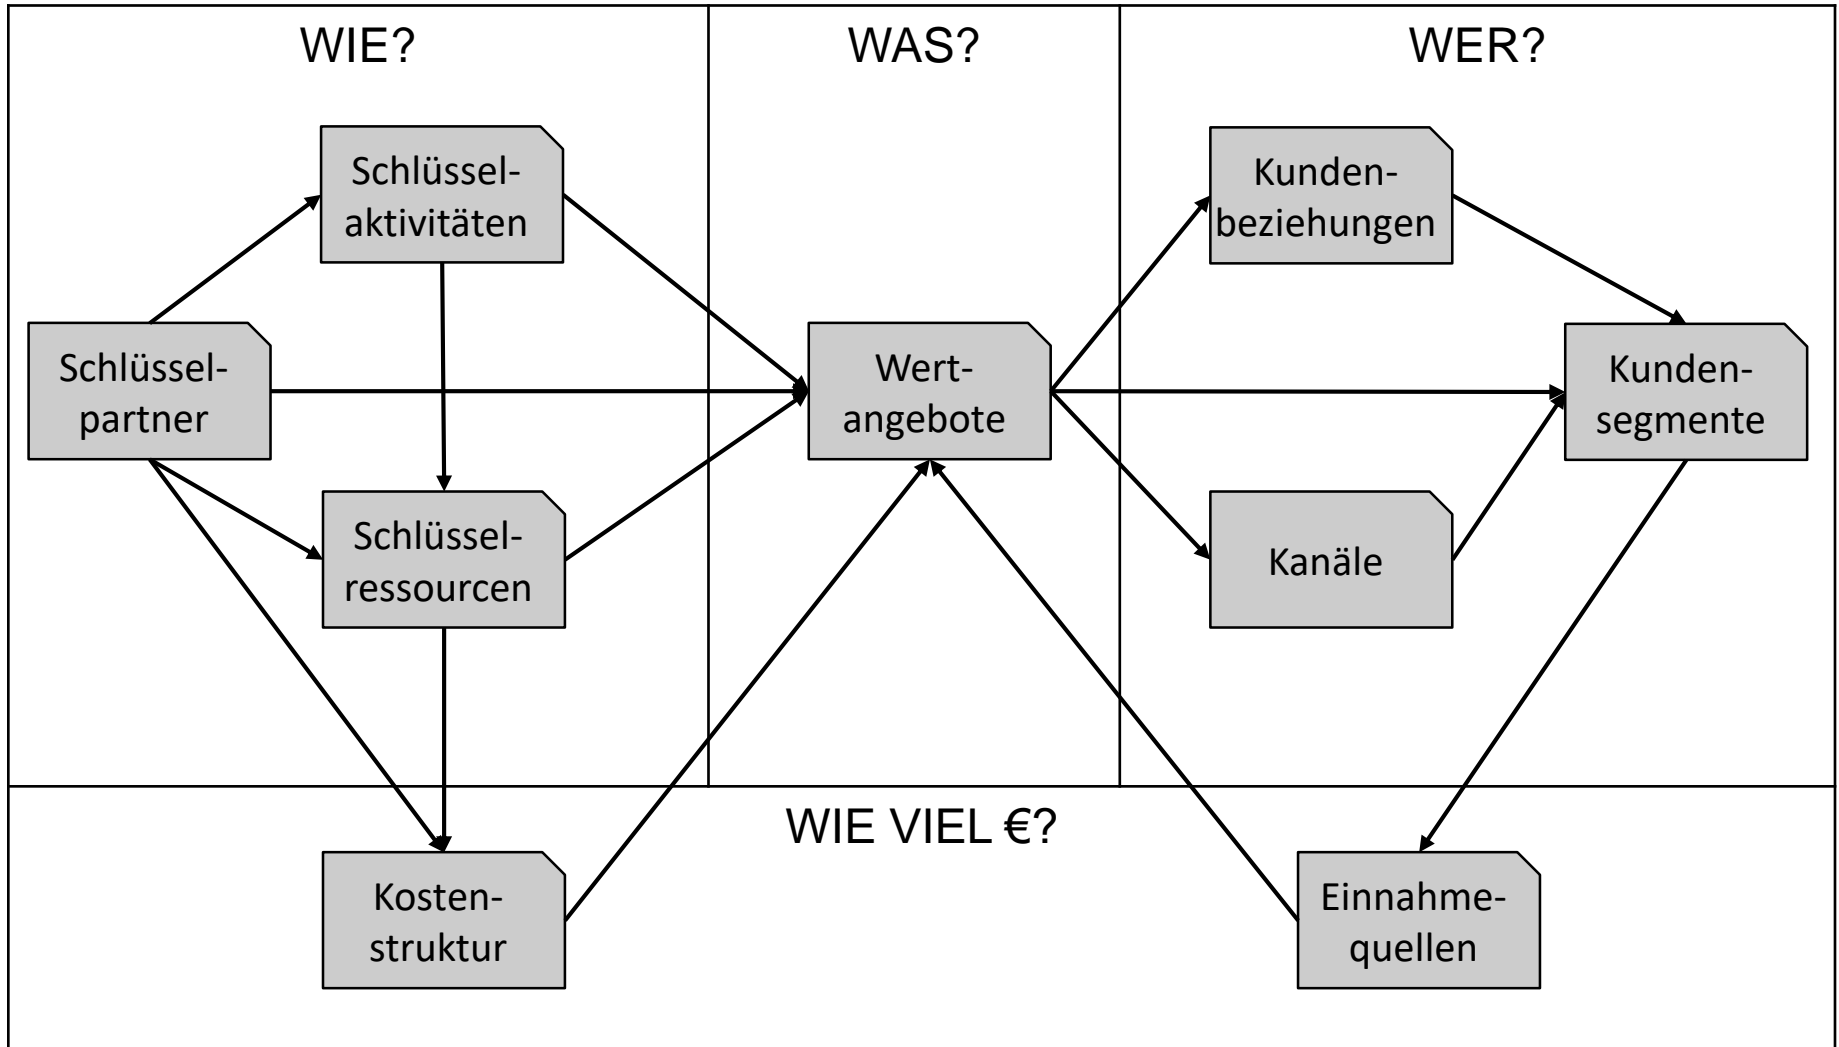 WIE?
WAS?
WER?
Schlüssel-
aktivitäten
Kunden-
beziehungen
Schlüssel-
partner
Wert-
angebote
Kunden-
segmente
Schlüssel-
ressourcen
Kanäle
WIE VIEL €?
Kosten-
struktur
Einnahme-
quellen